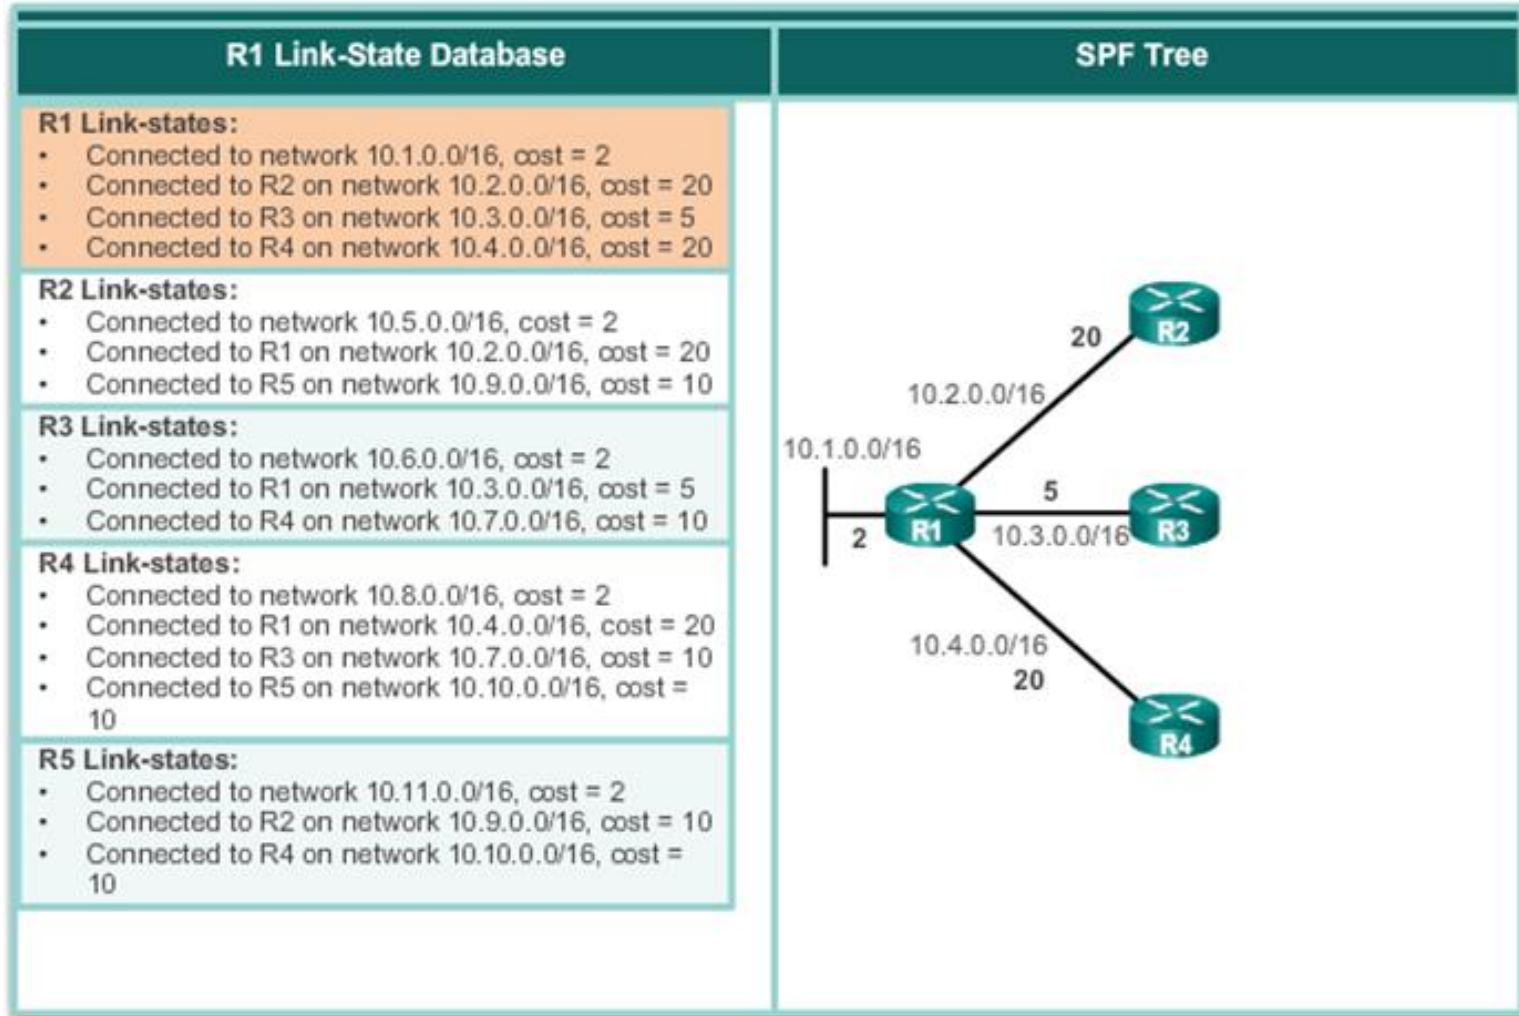 R1 Link-State Database
SPF Tree
R1 Link-states:
• Connected to network 10.1.0.0/16, cost = 2
• Connected to R2 on network 10.2.0.0/16, cost = 20
• Connected to R3 on network 10.3.0.0/16, cost = 5
• Connected to R4 on network 10.4.0.0/16, cost = 20
R2 Link-states:
• Connected to network 10.5.0.0/16, cost = 2
• Connected to R1 on network 10.2.0.0/16, cost = 20
• Connected to R5 on network 10.9.0.0/16, cost = 10
R3 Link-states:
• Connected to network 10.6.0.0/16, cost = 2
• Connected to R1 on network 10.3.0.0/16, cost = 5
• Connected to R4 on network 10.7.0.0/16, cost = 10
R4 Link-states:
• Connected to network 10.8.0.0/16, cost = 2
• Connected to R1 on network 10.4.0.0/16, cost = 20
• Connected to R3 on network 10.7.0.0/16, cost = 10
• Connected to R5 on network 10.10.0.0/16, cost =
10
R5 Link-states:
• Connected to network 10.11.0.0/16, cost = 2
• Connected to R2 on network 10.9.0.0/16, cost = 10
• Connected to R4 on network 10.10.0.0/16, cost =
10
R2
20
10.2.0.0/16
10.1.0.0/16
5
2
R1
10.3.0.0/16
R3
10.4.0.0/16
20
R4